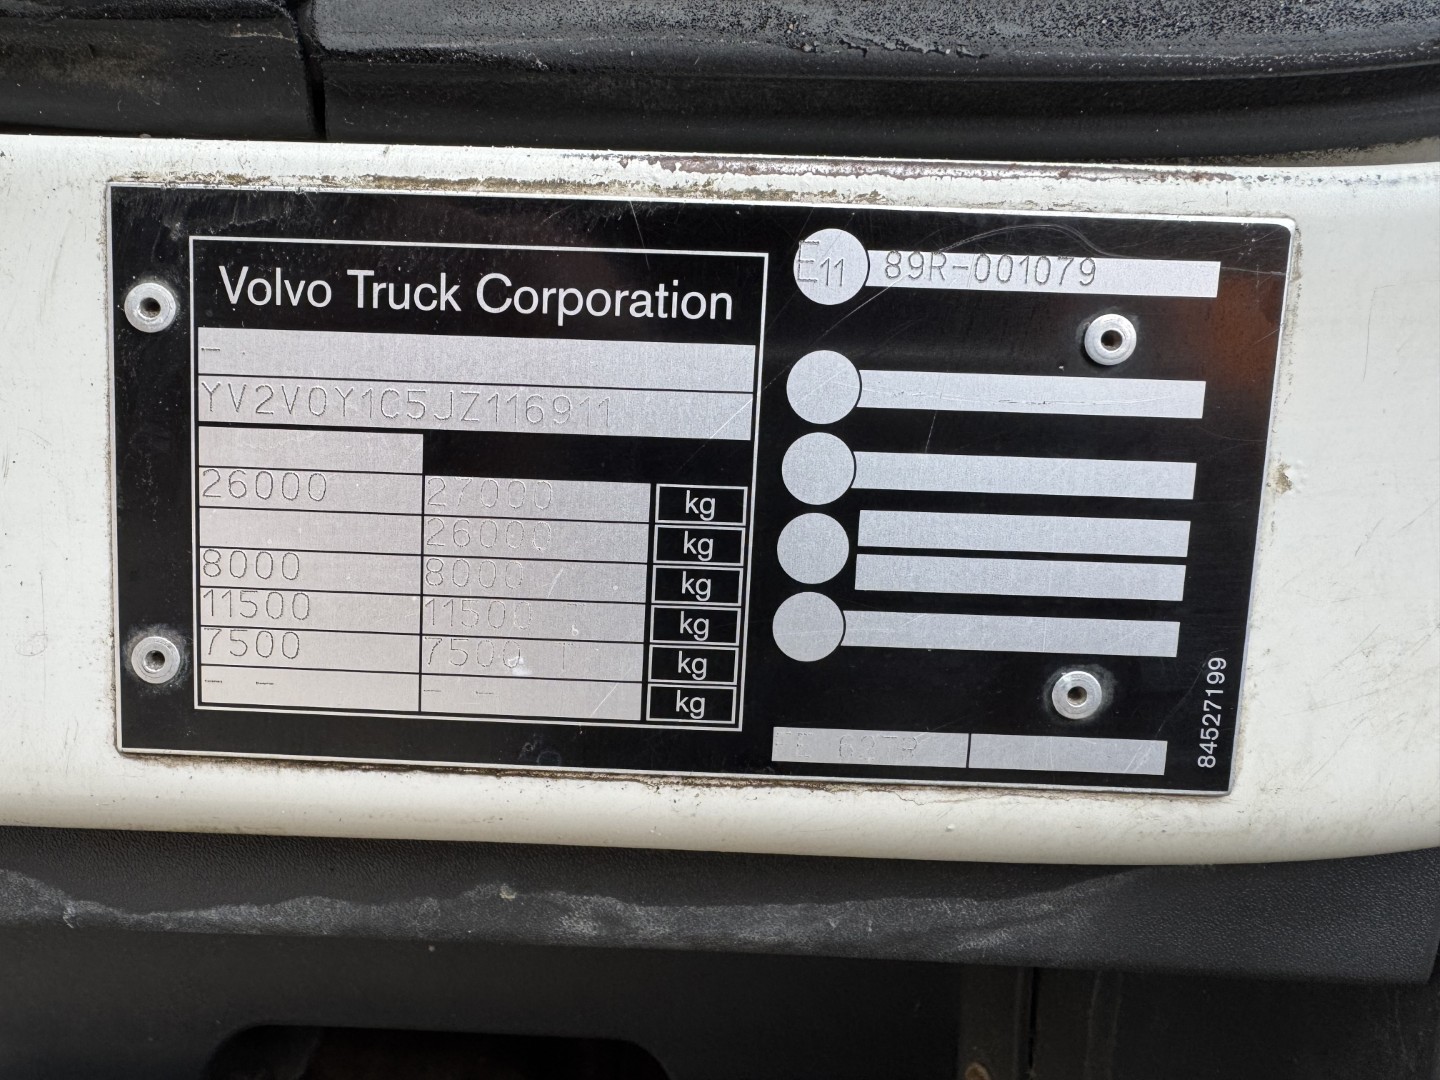 Volvo Truck Corporation
-
YV2V0Y1C5JZ116911
26000 27000 kg
26000 kg
8000 8000 kg
11500 11500 kg
7500 7500 kg
- - - - kg
E11 89R-001079
84527199